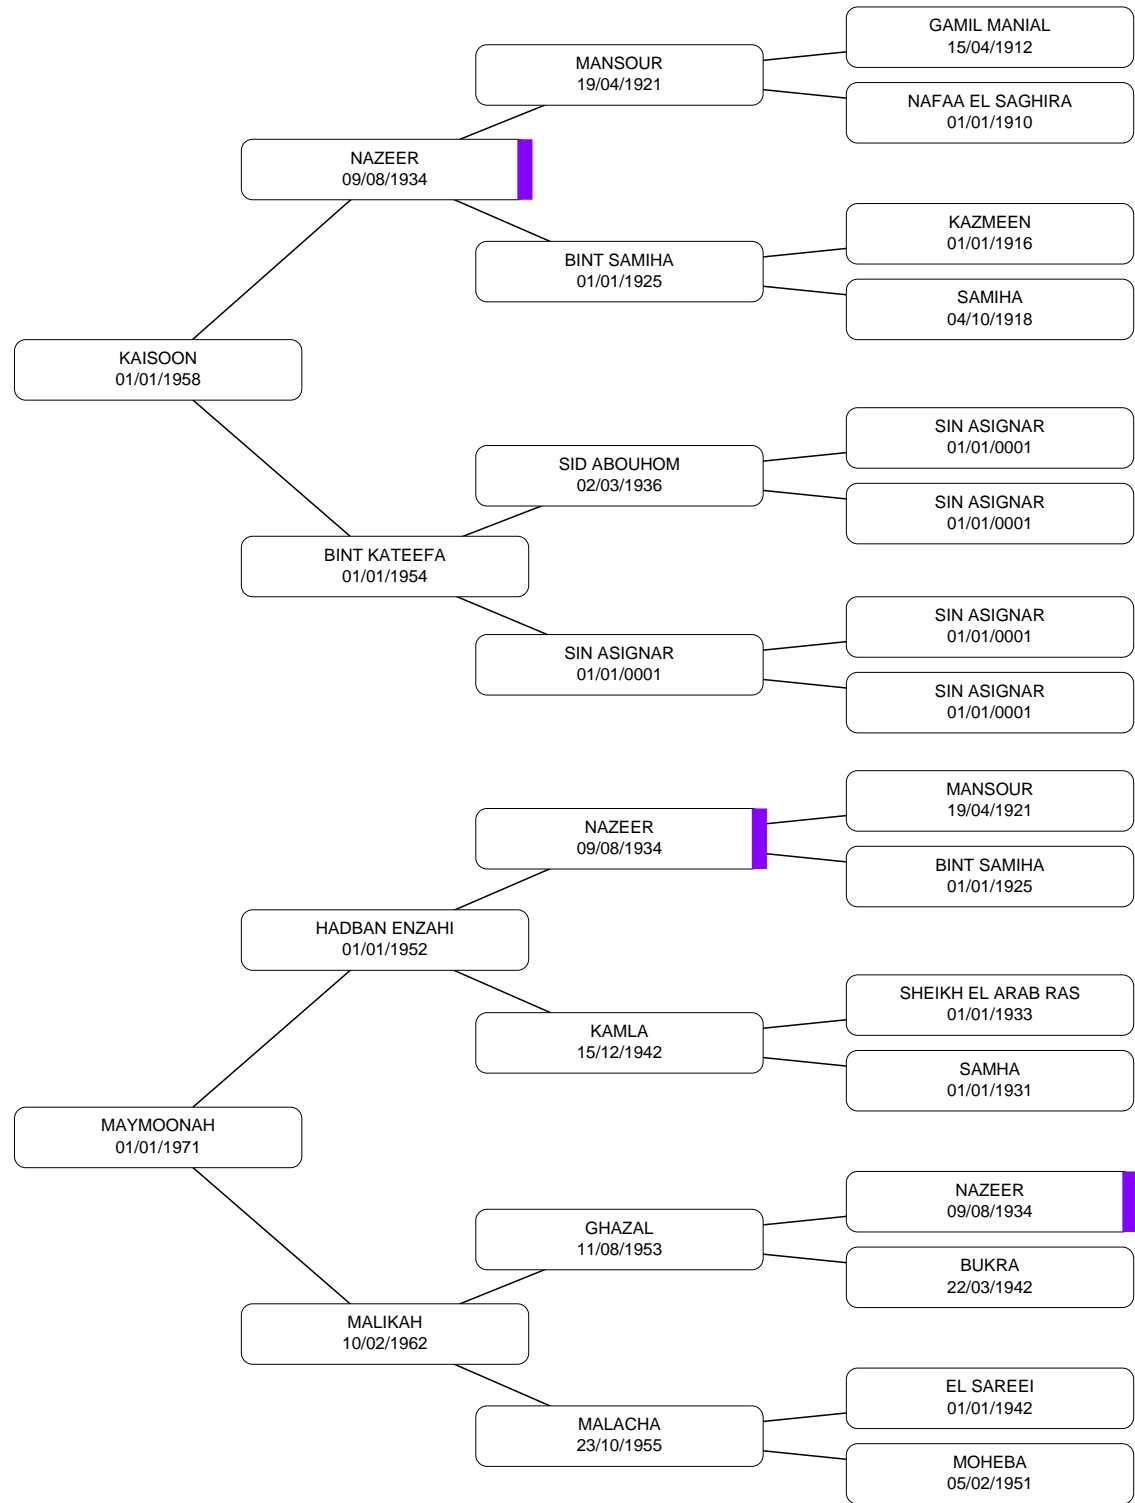 GAMIL MANIAL
15/04/1912
MANSOUR
19/04/1921
NAFAA EL SAGHIRA
01/01/1910
NAZEER
09/08/1934
KAZMEEN
01/01/1916
BINT SAMIHA
01/01/1925
SAMIHA
04/10/1918
KAISOON
01/01/1958
SIN ASIGNAR
01/01/0001
SID ABOUHOM
02/03/1936
SIN ASIGNAR
01/01/0001
BINT KATEEFA
01/01/1954
SIN ASIGNAR
01/01/0001
SIN ASIGNAR
01/01/0001
SIN ASIGNAR
01/01/0001
MANSOUR
19/04/1921
NAZEER
09/08/1934
BINT SAMIHA
01/01/1925
HADBAN ENZAHI
01/01/1952
SHEIKH EL ARAB RAS
01/01/1933
KAMLA
15/12/1942
SAMHA
01/01/1931
MAYMOONAH
01/01/1971
NAZEER
09/08/1934
GHAZAL
11/08/1953
BUKRA
22/03/1942
MALIKAH
10/02/1962
EL SAREEI
01/01/1942
MALACHA
23/10/1955
MOHEBA
05/02/1951